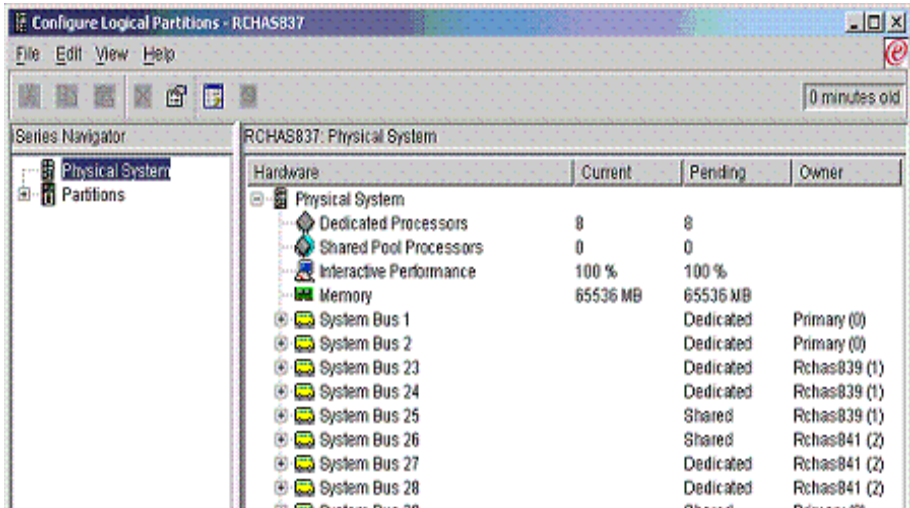 Configure Logical Partitions - RCHAS837
File Edit View Help
0 minutes old
iSeries Navigator
RCHAS837: Physical System
Physical System
Partitions
Hardware Current Pending Owner
Physical System
Dedicated Processors 8 8
Shared Pool Processors 0 0
Interactive Performance 100 % 100 %
Memory 65536 MB 65536 MB
System Bus 1 Dedicated Primary (0)
System Bus 2 Dedicated Primary (0)
System Bus 23 Dedicated Rchas839 (1)
System Bus 24 Dedicated Rchas839 (1)
System Bus 25 Shared Rchas839 (1)
System Bus 26 Shared Rchas841 (2)
System Bus 27 Dedicated Rchas841 (2)
System Bus 28 Dedicated Rchas841 (2)